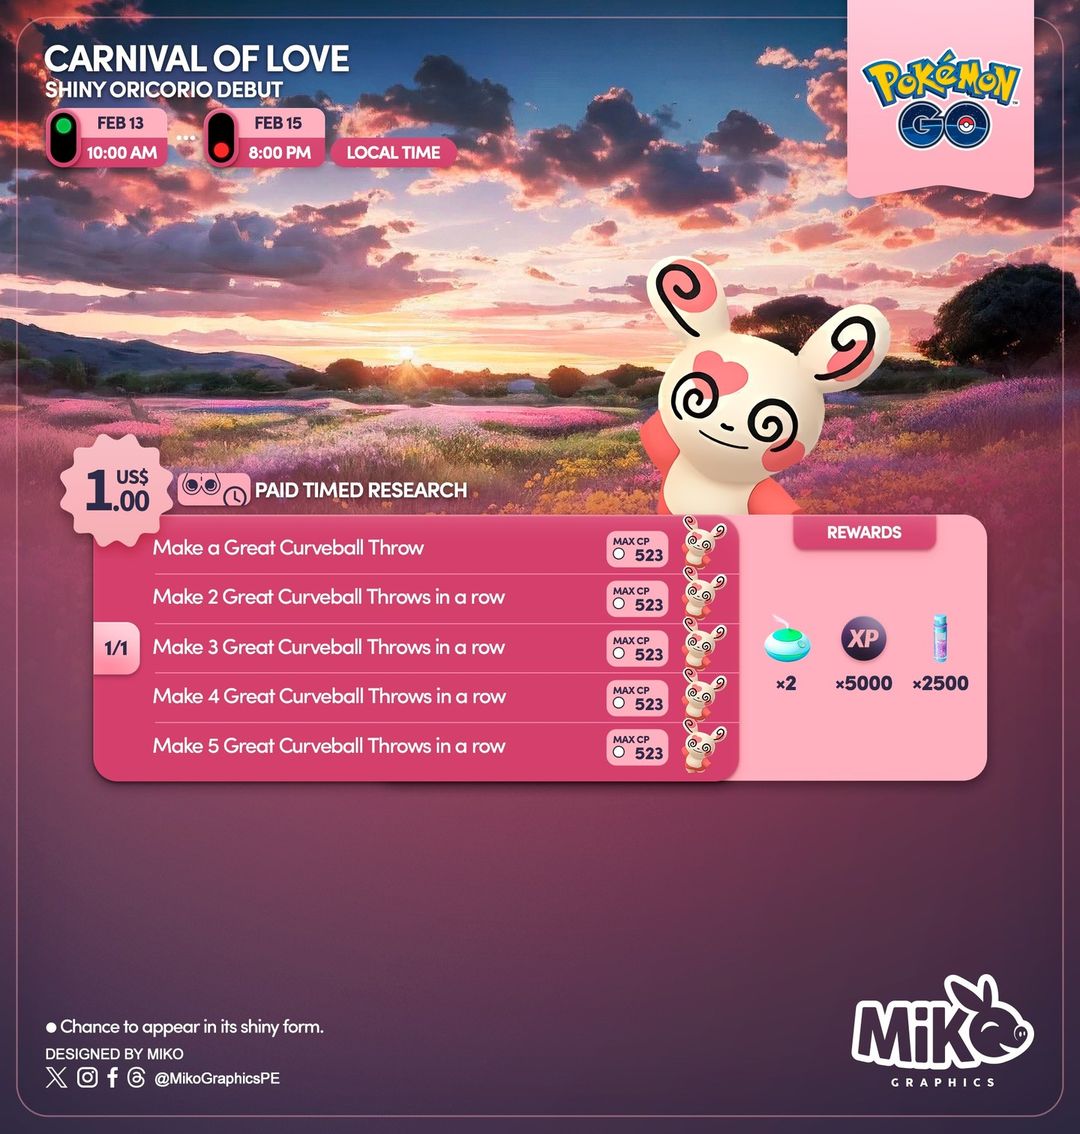 CARNIVAL OF LOVE
SHINY ORICORIO DEBUT
FEB 13
10:00 AM
FEB 15
8:00 PM
LOCAL TIME
POKéMON
GO
TM
1 US$
.00
PAID TIMED RESEARCH
REWARDS
Make a Great Curveball Throw
MAX CP
523
Make 2 Great Curveball Throws in a row
MAX CP
523
1/1
Make 3 Great Curveball Throws in a row
MAX CP
523
Make 4 Great Curveball Throws in a row
MAX CP
523
Make 5 Great Curveball Throws in a row
MAX CP
523
XP
×2
×5000
×2500
Chance to appear in its shiny form.
DESIGNED BY MIKO
@MikoGraphicsPE
MiKO
GRAPHICS